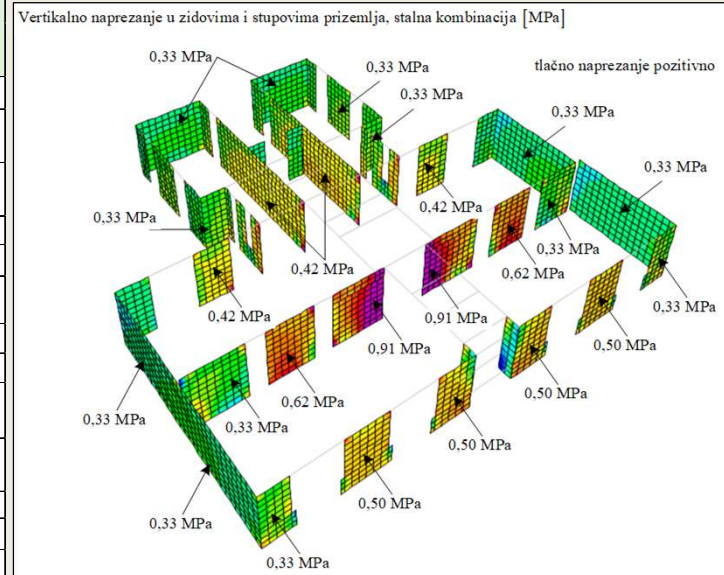 Vertikalno naprezanje u zidovima i stupovima prizemlja, stalna kombinacija [MPa]
0,33 MPa
0,33 MPa
tlačno naprezanje pozitivno
0,33 MPa
0,33 MPa
0,33 MPa
0,42 MPa
0,33 MPa
0,33 MPa
0,62 MPa
0,42 MPa
0,33 MPa
0,42 MPa
0,91 MPa
0,50 MPa
0,91 MPa
0,50 MPa
0,62 MPa
0,33 MPa
0,33 MPa
0,50 MPa
0,50 MPa
0,33 MPa
0,33 MPa